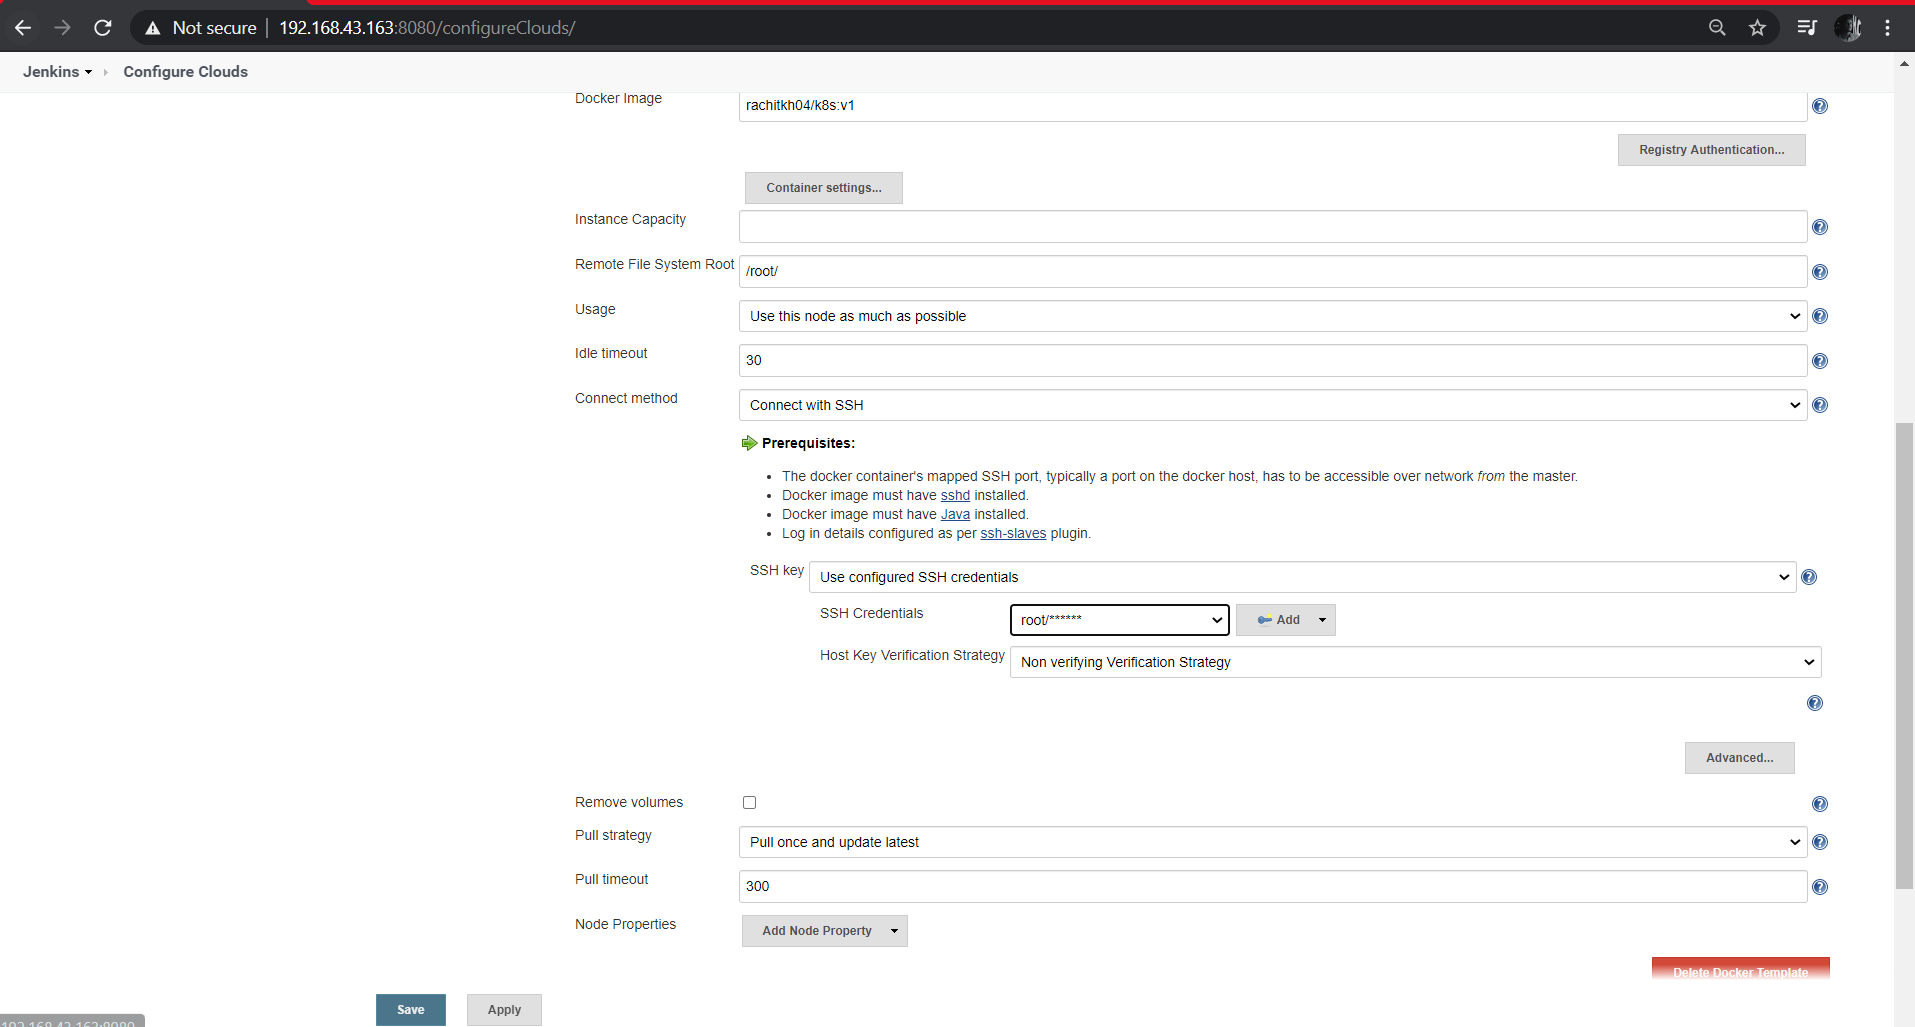 Not secure | 192.168.43.163:8080/configureClouds/
Jenkins Configure Clouds
Docker Image rachitkh04/k8s:v1
Registry Authentication...
Container settings...
Instance Capacity
Remote File System Root /root/
Usage Use this node as much as possible
Idle timeout 30
Connect method Connect with SSH
Prerequisites:
• The docker container's mapped SSH port, typically a port on the docker host, has to be accessible over network from the master.
• Docker image must have sshd installed.
• Docker image must have Java installed.
• Log in details configured as per ssh-slaves plugin.
SSH key Use configured SSH credentials
SSH Credentials root/****** Add
Host Key Verification Strategy Non verifying Verification Strategy
Advanced...
Remove volumes
Pull strategy Pull once and update latest
Pull timeout 300
Node Properties Add Node Property
Delete Docker Template
Save Apply
192.168.43.163:8080